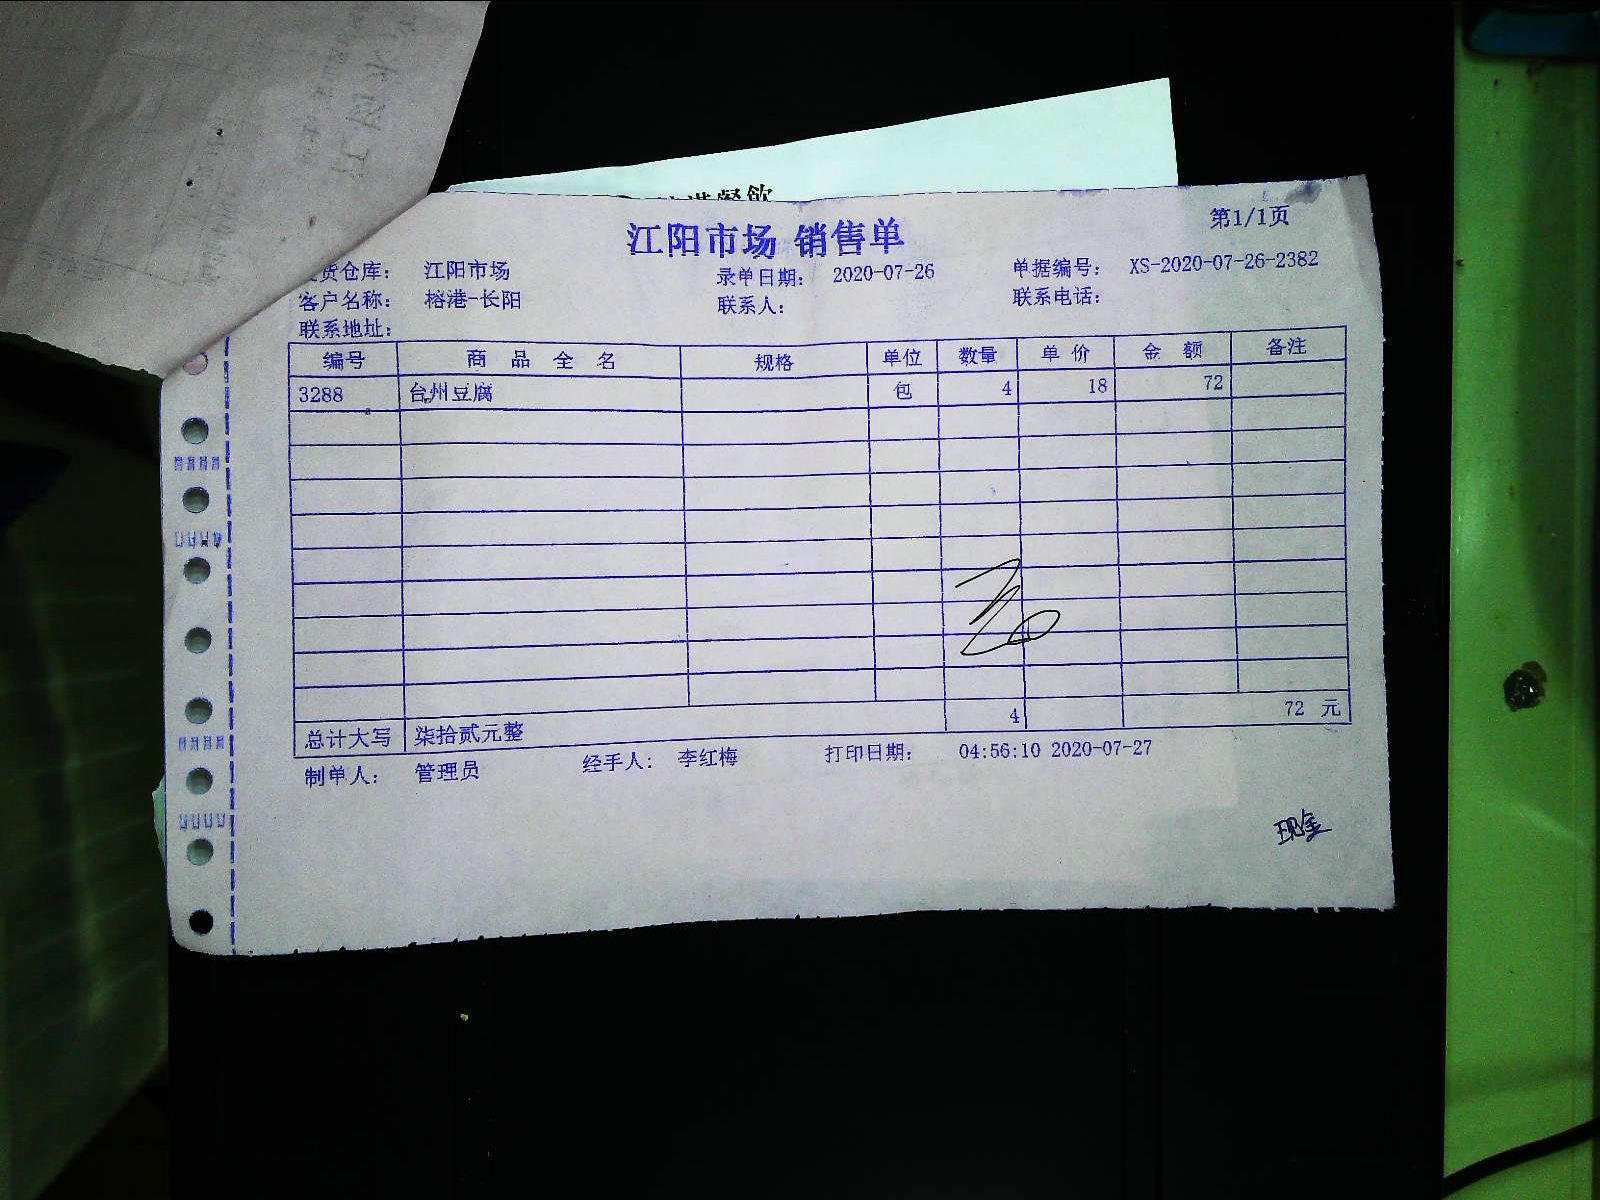 餐飲
江阳市场 销售单
第1/1页
货仓库： 江阳市场 录单日期： 2020-07-26 单据编号： XS-2020-07-26-2382
客户名称： 榕港-长阳 联系人： 联系电话：
联系地址：
编号 商品全名 规格 单位 数量 单价 金额 备注
3288 台州豆腐 包 4 18 72
总计大写 柒拾贰元整 4 72 元
制单人： 管理员 经手人： 李红梅 打印日期： 04:56:10 2020-07-27
现金